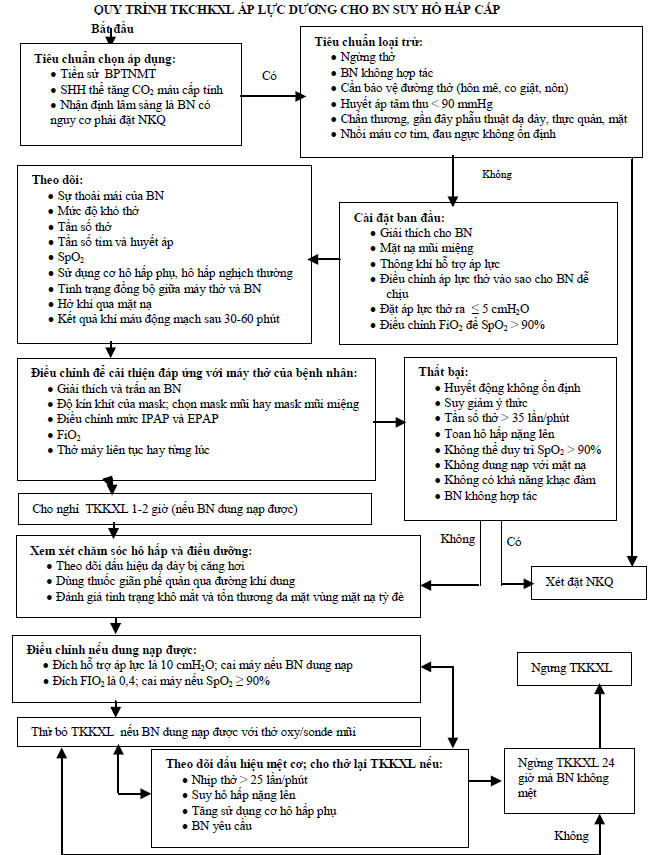 QUY TRÌNH TKCHKXL ÁP LỰC DƯƠNG CHO BN SUY HÔ HẤP CẤP
Bắt đầu
Tiêu chuẩn chọn áp dụng:
• Tiền sử BPTNMT
• SHH thể tăng CO2 máu cấp tính
• Nhận định lâm sàng là BN có
nguy cơ phải đặt NKQ
Có
Tiêu chuẩn loại trừ:
• Ngừng thở
• BN không hợp tác
• Cần bảo vệ đường thở (hôn mê, co giật, nôn)
• Huyết áp tâm thu < 90 mmHg
• Chấn thương, gần đây phẫu thuật dạ dày, thực quản, mặt
• Nhồi máu cơ tim, đau ngực không ổn định
Không
Theo dõi:
• Sự thoải mái của BN
• Mức độ khó thở
• Tần số thở
• Tần số tim và huyết áp
• SpO2
• Sử dụng cơ hô hấp phụ, hô hấp nghịch thường
• Tình trạng đồng bộ giữa máy thở và BN
• Hở khí qua mặt nạ
• Kết quả khí máu động mạch sau 30-60 phút
Cài đặt ban đầu:
• Giải thích cho BN
• Mặt nạ mũi miệng
• Thông khí hỗ trợ áp lực
• Điều chỉnh áp lực thở vào sao cho BN dễ
chịu
• Đặt áp lực thở ra ≤ 5 cmH2O
• Điều chỉnh FiO2 để SpO2 > 90%
Điều chỉnh để cải thiện đáp ứng với máy thở của bệnh nhân:
• Giải thích và trấn an BN
• Độ kín khít của mask; chọn mask mũi hay mask mũi miệng
• Điều chỉnh mức IPAP và EPAP
• FiO2
• Thở máy liên tục hay từng lúc
Thất bại:
• Huyết động không ổn định
• Suy giảm ý thức
• Tần số thở > 35 lần/phút
• Toan hô hấp nặng lên
• Không thể duy trì SpO2 > 90%
• Không dung nạp với mặt nạ
• Không có khả năng khạc đàm
• BN không hợp tác
Cho nghỉ TKKXL 1-2 giờ (nếu BN dung nạp được)
Không
Có
Xem xét chăm sóc hô hấp và điều dưỡng:
• Theo dõi dấu hiệu dạ dày bị căng hơi
• Dùng thuốc giãn phế quản qua đường khí dung
• Đánh giá tình trạng khô mắt và tổn thương da mặt vùng mặt nạ tỳ đè
Xét đặt NKQ
Điều chỉnh nếu dung nạp được:
• Đích hỗ trợ áp lực là 10 cmH2O; cai máy nếu BN dung nạp
• Đích FIO2 là 0,4; cai máy nếu SpO2 ≥ 90%
Ngưng TKKXL
Thử bỏ TKKXL nếu BN dung nạp được với thở oxy/sonde mũi
Theo dõi dấu hiệu mệt cơ; cho thở lại TKKXL nếu:
• Nhịp thở > 25 lần/phút
• Suy hô hấp nặng lên
• Tăng sử dụng cơ hô hấp phụ
• BN yêu cầu
Ngừng TKKXL 24
giờ mà BN không
mệt
Không